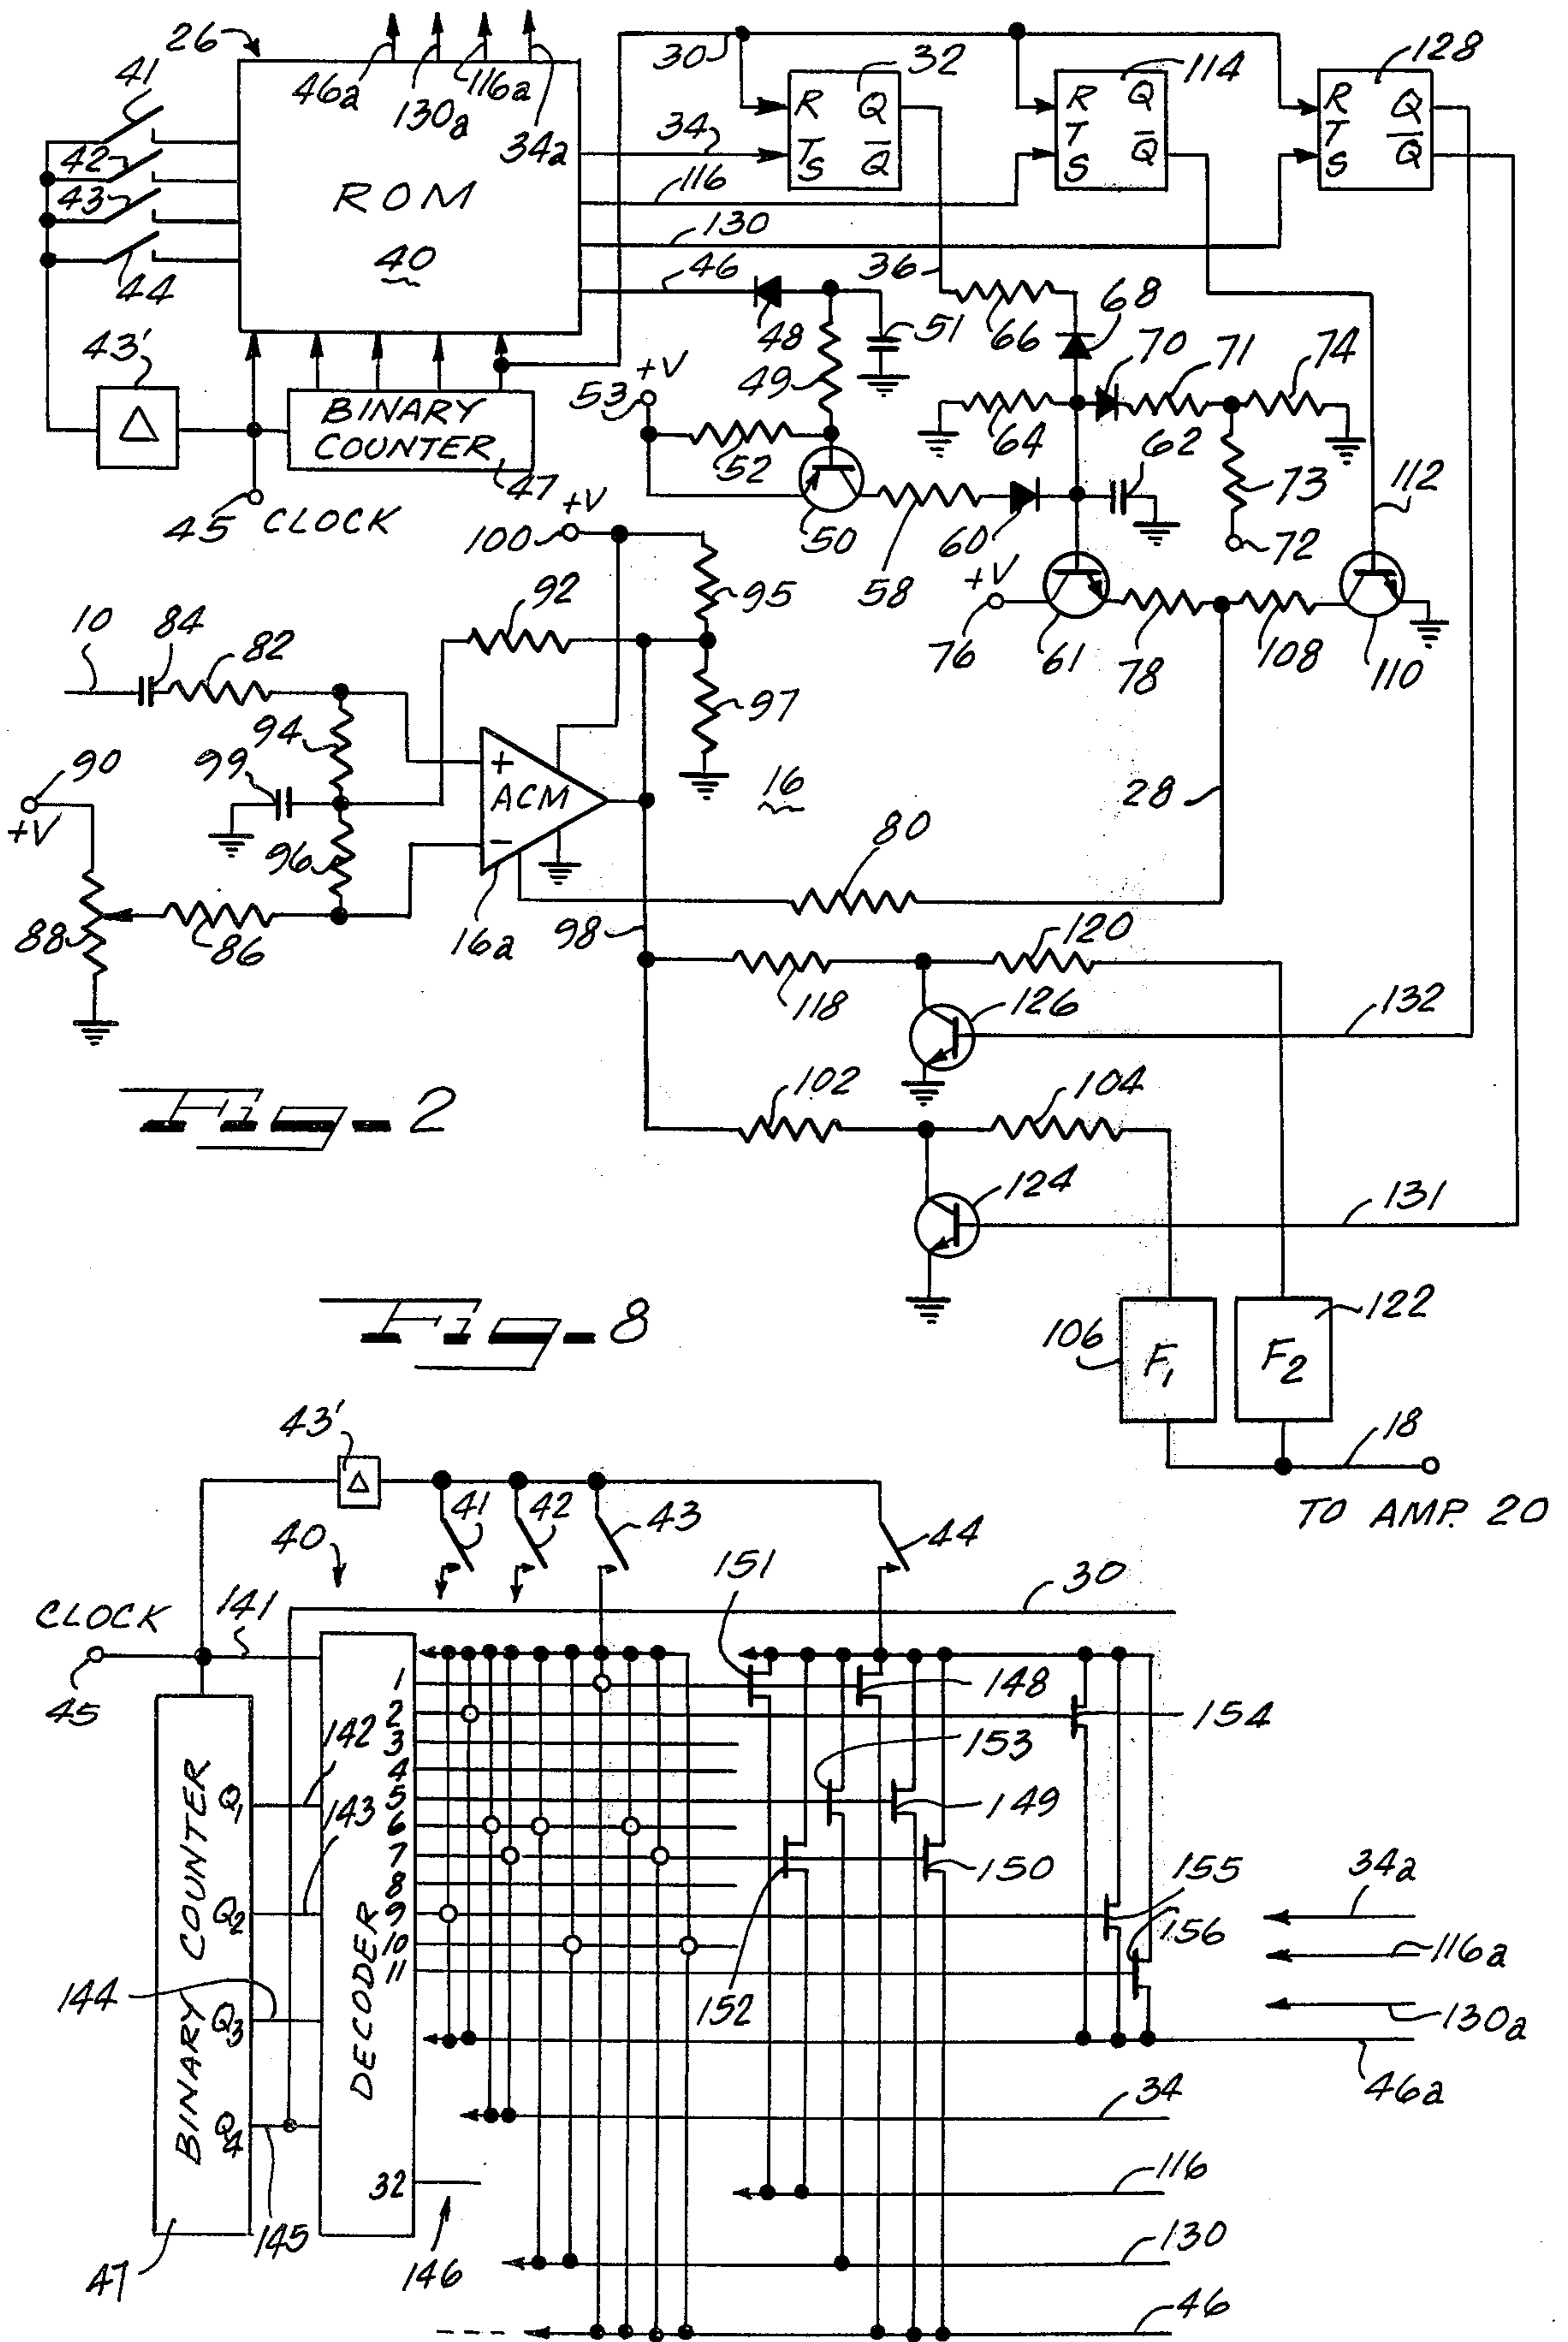 26
41
42
43
44
46a
130a
116a
34a
ROM
40
30
32
R
Q
T
S
Q
114
R
Q
T
S
Q
128
R
Q
T
S
Q
34
116
130
46
36
66
68
48
51
49
70
71
74
43'
Δ
BINARY
COUNTER
47
45 CLOCK
+V
53
52
50
58
60
64
62
73
72
112
+V
100
92
95
97
+V
76
61
78
108
110
10
84
82
94
99
90
+V
96
88
86
+
ACM
-
16a
16
80
28
98
118
120
126
132
102
104
124
131
Fig-2
106
F1
F2
122
18
TO AMP. 20
Fig-8
43'
Δ
41
42
43
44
40
151
30
CLOCK
141
45
1
2
3
4
5
6
7
8
9
10
11
32
148
154
153
149
150
155
156
152
142
143
144
145
Q1
Q2
Q3
Q4
BINARY COUNTER
DECODER
47
146
34a
116a
130a
46a
34
116
130
46